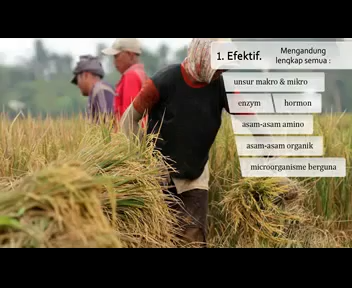 1. Efektif.
Mengandung
lengkap semua :
unsur makro & mikro
enzym
hormon
asam-asam amino
asam-asam organik
microorganisme berguna